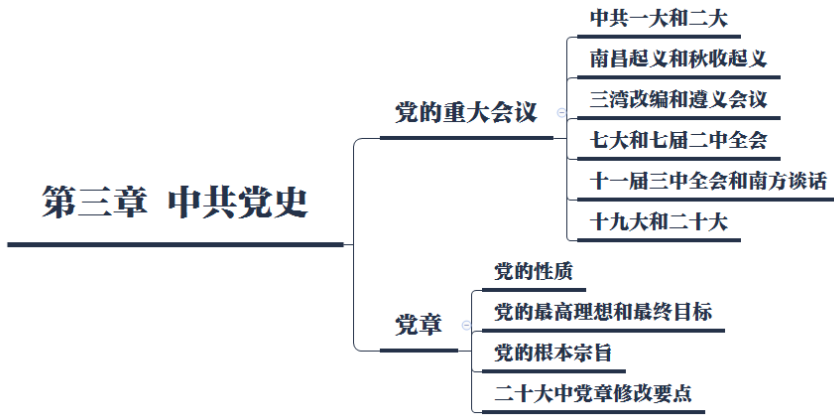 第三章 中共党史
党的重大会议
中共一大和二大
南昌起义和秋收起义
三湾改编和遵义会议
七大和七届二中全会
十一届三中全会和南方谈话
十九大和二十大
党章
党的性质
党的最高理想和最终目标
党的根本宗旨
二十大中党章修改要点